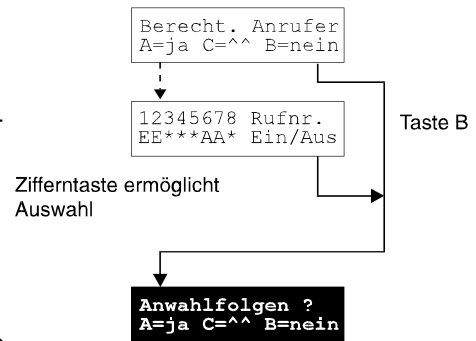 Berecht. Anrufer
A=ja C=^^ B=nein
12345678 Rufnr.
EE***AA* Ein/Aus
Taste B
Zifferntaste ermöglicht
Auswahl
Anwahlfolgen ?
A=ja C=^^ B=nein